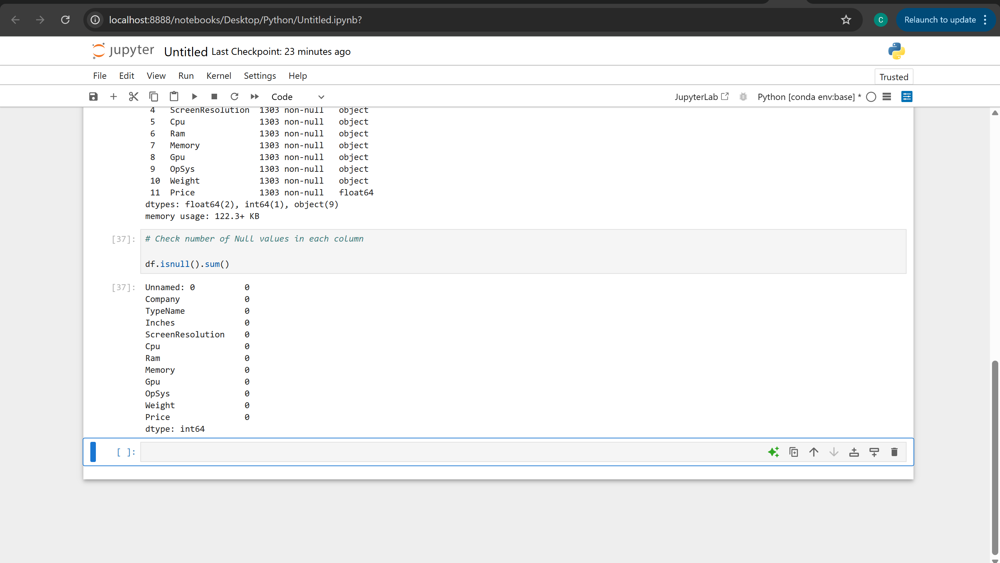 localhost:8888/notebooks/Desktop/Python/Untitled.ipynb?
C
Relaunch to update
jupyter Untitled Last Checkpoint: 23 minutes ago
File Edit View Run Kernel Settings Help
Trusted
Code
JupyterLab
Python [conda env:base] *
4 ScreenResolution 1303 non-null object
5 Cpu 1303 non-null object
6 Ram 1303 non-null object
7 Memory 1303 non-null object
8 Gpu 1303 non-null object
9 OpSys 1303 non-null object
10 Weight 1303 non-null object
11 Price 1303 non-null float64
dtypes: float64(2), int64(1), object(9)
memory usage: 122.3+ KB
[37]: # Check number of Null values in each column
df.isnull().sum()
[37]: Unnamed: 0 0
Company 0
TypeName 0
Inches 0
ScreenResolution 0
Cpu 0
Ram 0
Memory 0
Gpu 0
OpSys 0
Weight 0
Price 0
dtype: int64
[ ]: